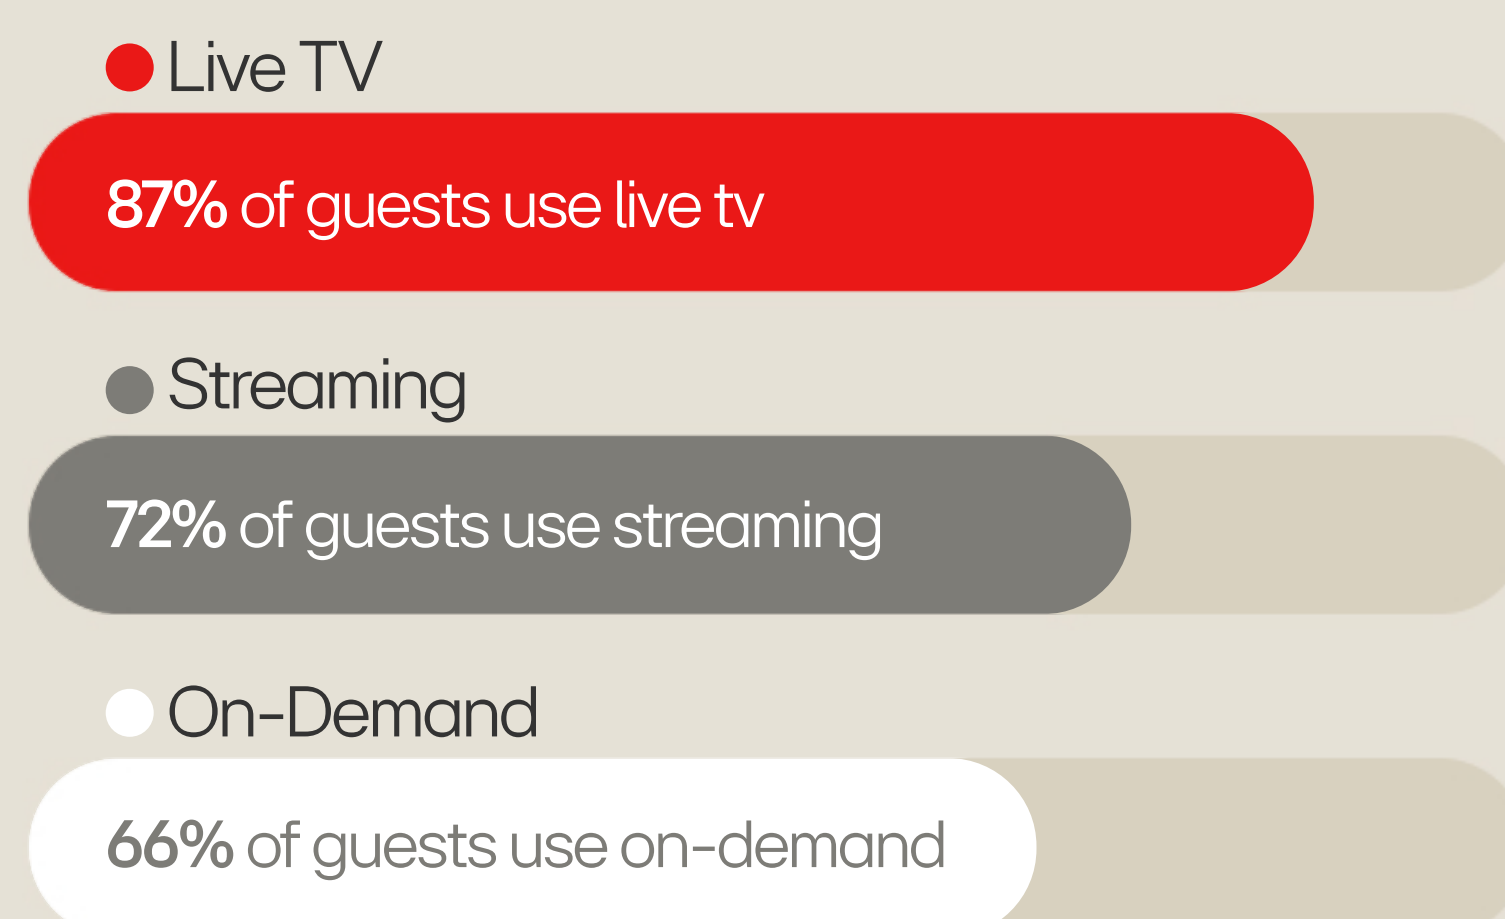 Live TV
87% of guests use live tv
Streaming
72% of guests use streaming
On-Demand
66% of guests use on-demand